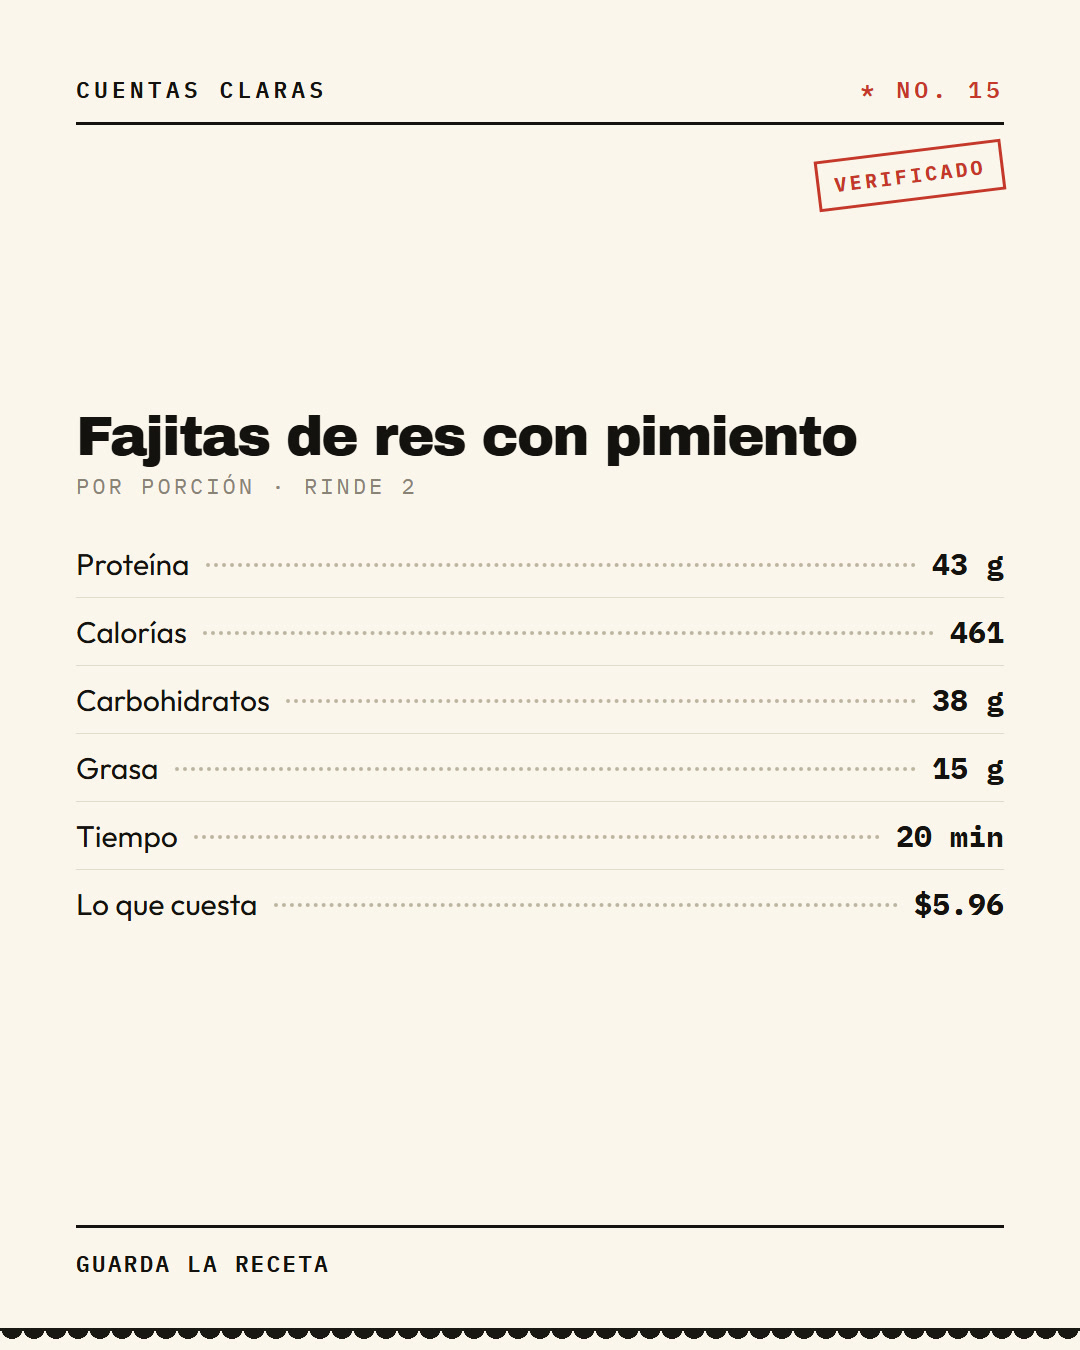 CUENTAS CLARAS
* NO. 15
VERIFICADO
Fajitas de res con pimiento
POR PORCIÓN · RINDE 2
Proteína 43 g
Calorías 461
Carbohidratos 38 g
Grasa 15 g
Tiempo 20 min
Lo que cuesta $5.96
GUARDA LA RECETA